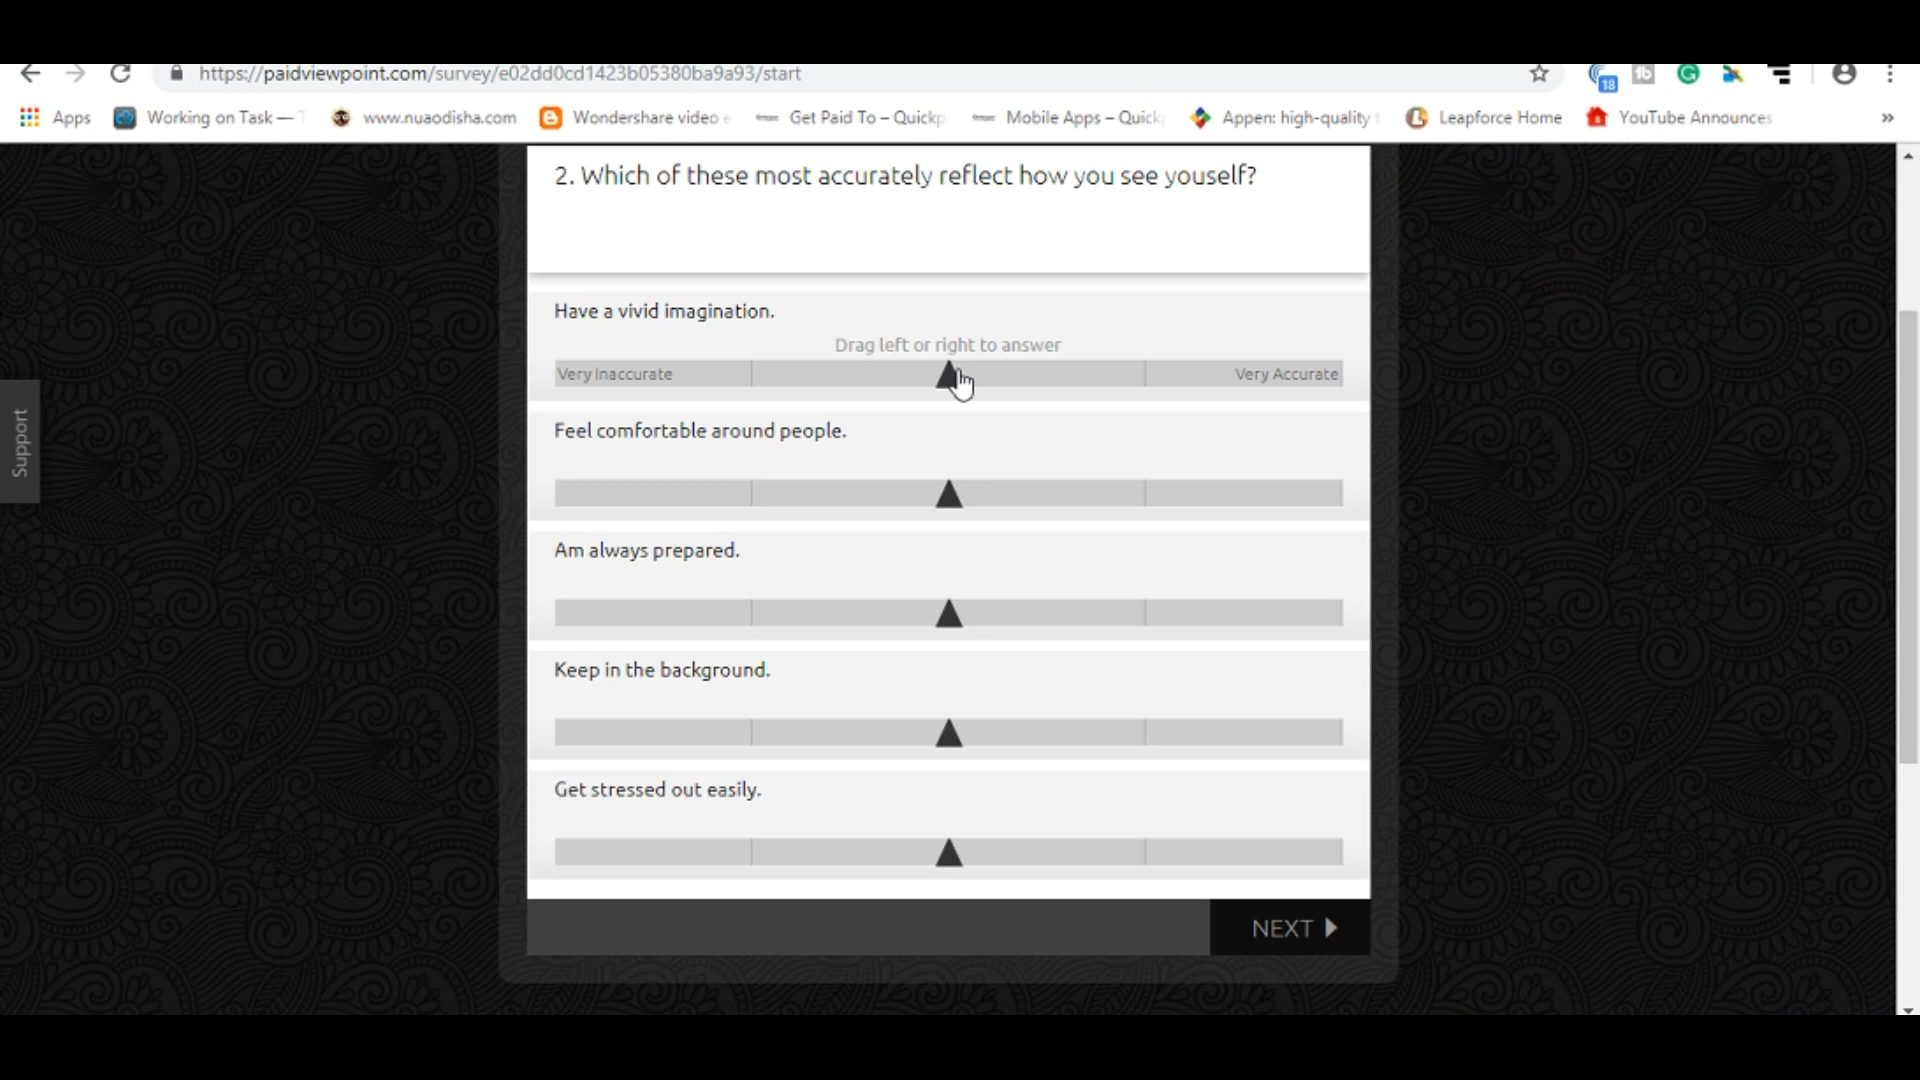 https://paidviewpoint.com/survey/e02dd0cd1423b05380ba9a93/start
18
Apps
Working on Task —
www.nuaodisha.com
Wondershare video
Get Paid To – Quickp
Mobile Apps – Quick
Appen: high-quality
Leapforce Home
YouTube Announces
»
2. Which of these most accurately reflect how you see youself?
Have a vivid imagination.
Drag left or right to answer
Very Inaccurate
Very Accurate
Feel comfortable around people.
Am always prepared.
Support
Keep in the background.
Get stressed out easily.
NEXT